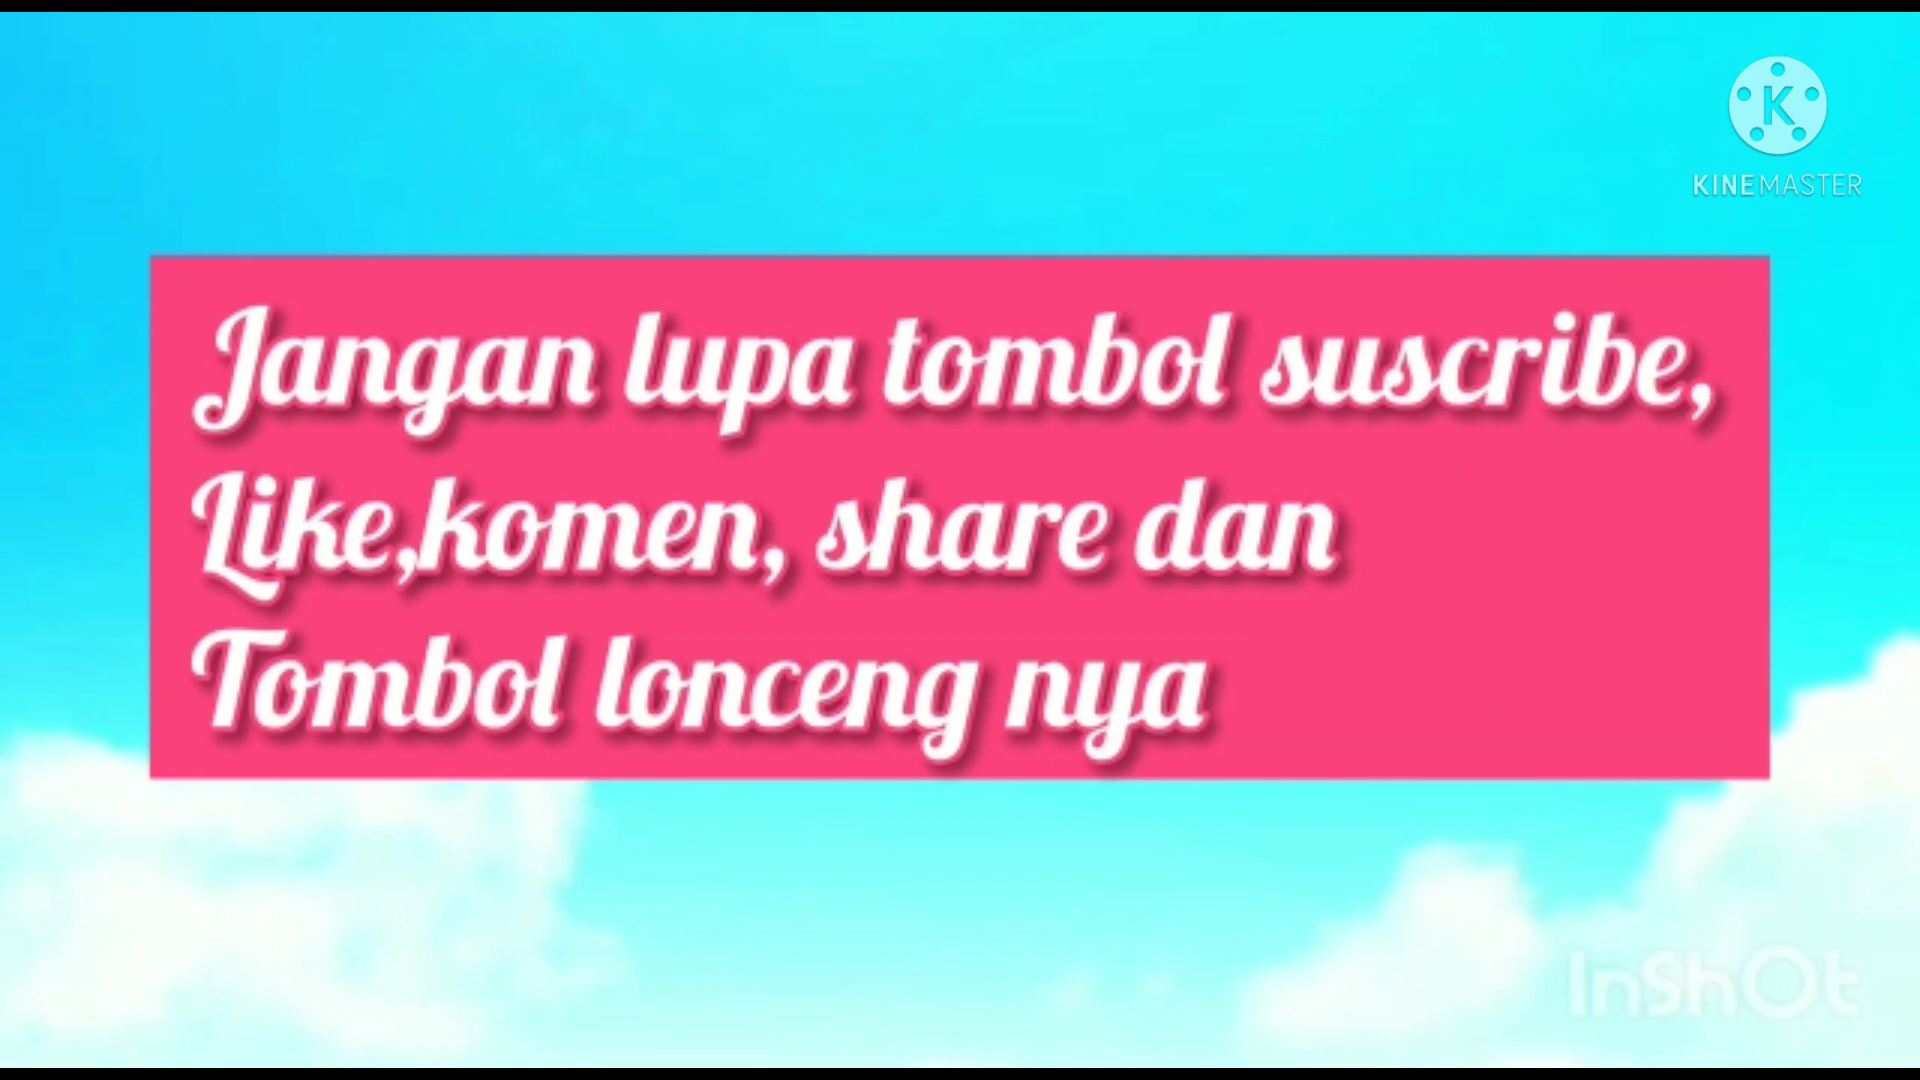 K
KINEMASTER
Jangan lupa tombol suscribe,
Like,komen, share dan
Tombol lonceng nya
InShOt